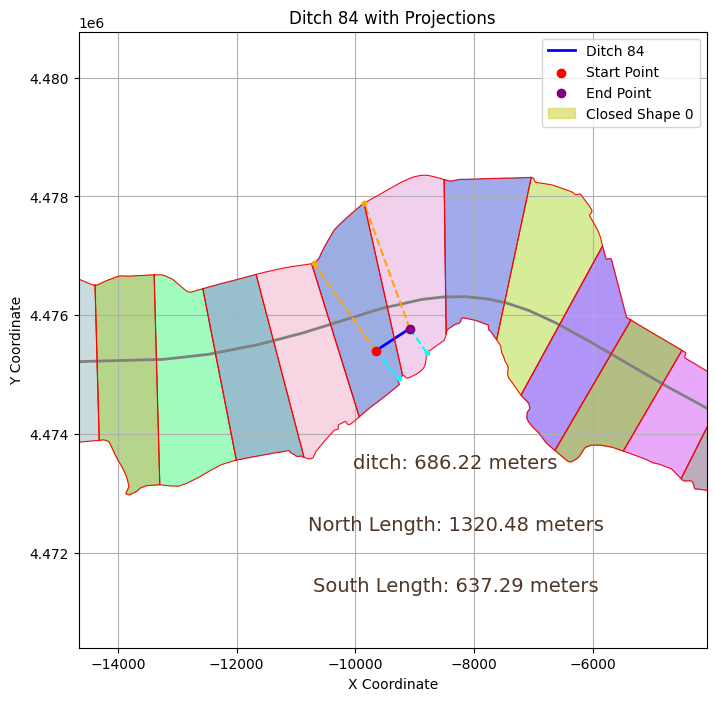 Ditch 84 with Projections
1e6
Ditch 84
Start Point
End Point
Closed Shape 0
4.480
4.478
4.476
4.474
4.472
Y Coordinate
ditch: 686.22 meters
North Length: 1320.48 meters
South Length: 637.29 meters
−14000 −12000 −10000 −8000 −6000
X Coordinate